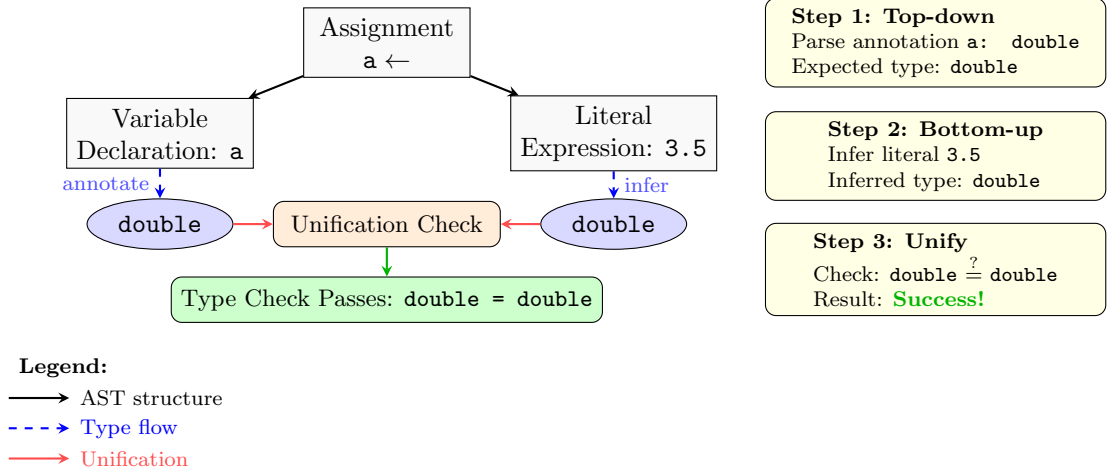 Assignment
a ←
Variable
Declaration: a
Literal
Expression: 3.5
annotate
infer
double
Unification Check
double
Type Check Passes: double = double
Step 1: Top-down
Parse annotation a: double
Expected type: double
Step 2: Bottom-up
Infer literal 3.5
Inferred type: double
Step 3: Unify
Check: double ≟ double
Result: Success!
Legend:
AST structure
Type flow
Unification